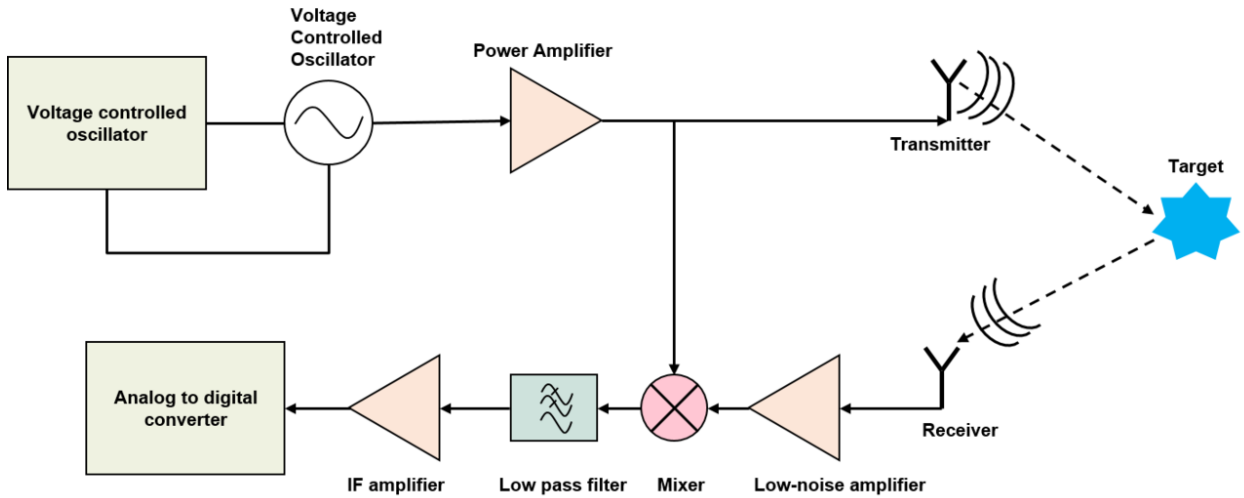 Voltage
Controlled
Oscillator
Power Amplifier
Voltage controlled
oscillator
Transmitter
Target
Analog to digital
converter
Receiver
IF amplifier
Low pass filter
Mixer
Low-noise amplifier